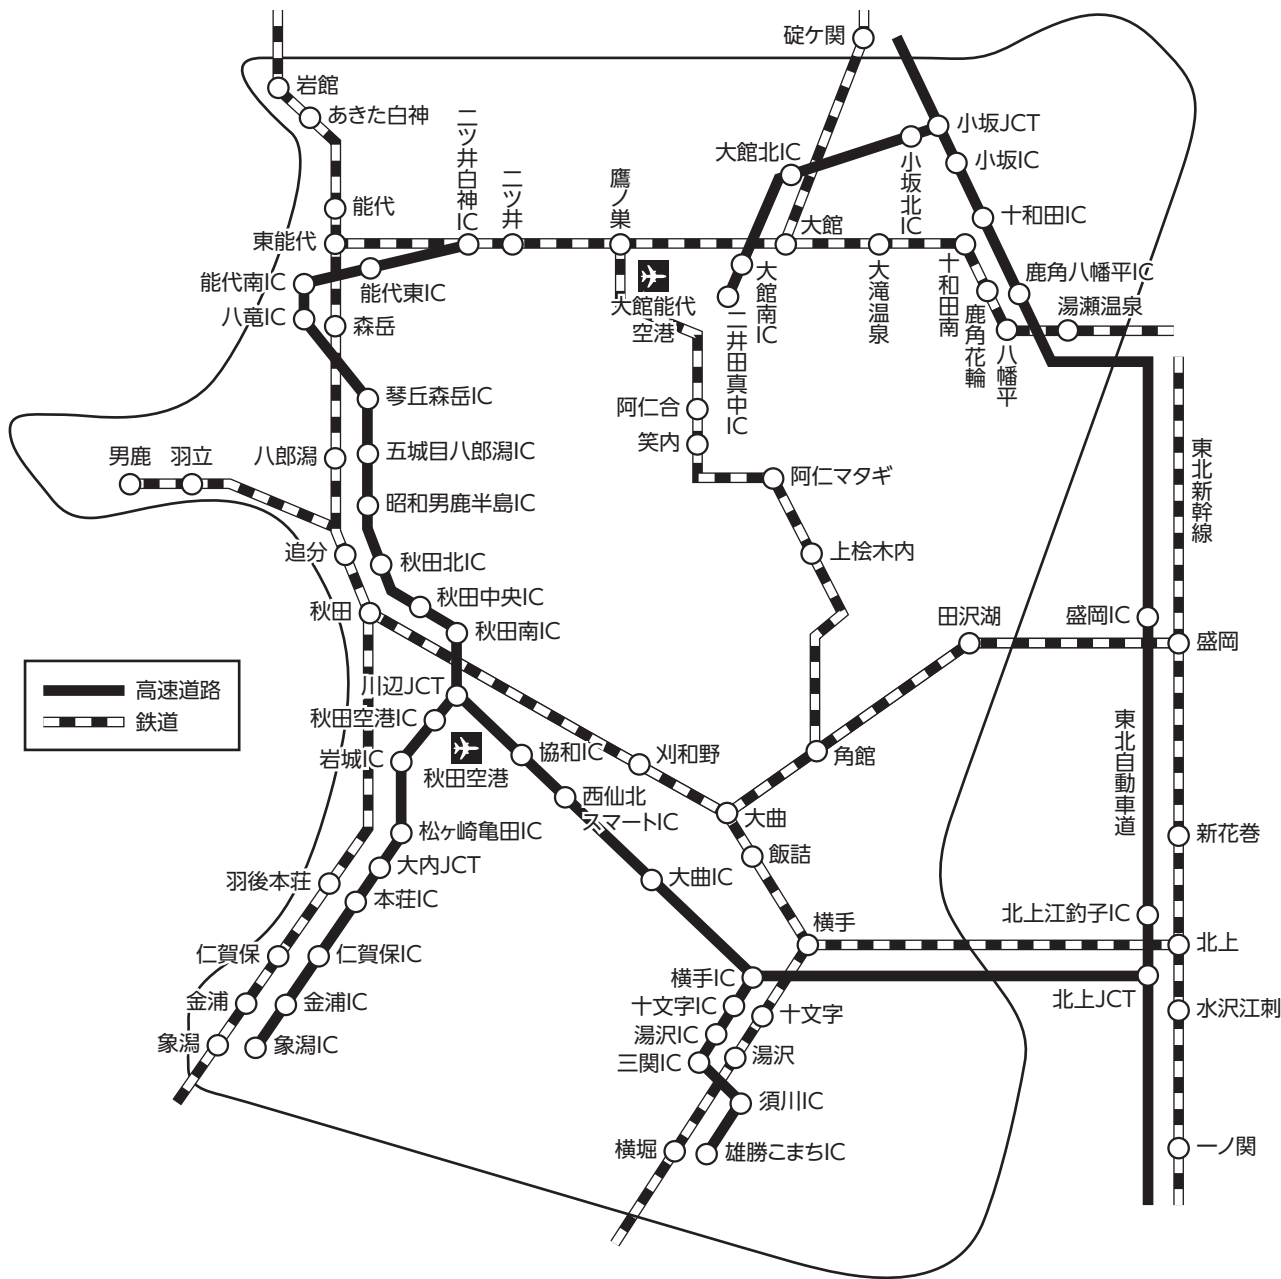 碇ケ関
岩館
あきた白神
二ツ井白神IC
二ツ井
鷹ノ巣
大館北IC
小坂JCT
小坂IC
小坂北IC
十和田IC
能代
東能代
大館
能代南IC
能代東IC
大館能代
空港
大館南IC
二井田真中IC
大滝温泉
十和田南
鹿角八幡平IC
湯瀬温泉
鹿角花輪
八幡平
八竜IC
森岳
琴丘森岳IC
阿仁合
笑内
東北新幹線
男鹿
羽立
八郎潟
五城目八郎潟IC
阿仁マタギ
昭和男鹿半島IC
追分
秋田北IC
上桧木内
秋田
秋田中央IC
秋田南IC
田沢湖
盛岡IC
盛岡
高速道路
鉄道
川辺JCT
秋田空港IC
岩城IC
秋田空港
協和IC
刈和野
角館
東北自動車道
西仙北
スマートIC
大曲
松ヶ崎亀田IC
新花巻
飯詰
大内JCT
羽後本荘
大曲IC
本荘IC
北上江釣子IC
横手
北上
仁賀保
仁賀保IC
横手IC
金浦
金浦IC
十文字IC
十文字
北上JCT
水沢江刺
象潟
象潟IC
湯沢IC
湯沢
三関IC
須川IC
横堀
雄勝こまちIC
一ノ関